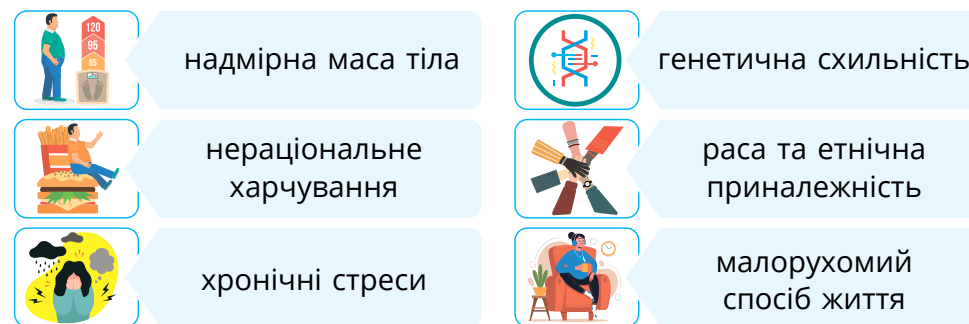 120
95
85
надмірна маса тіла
генетична схильність
нераціональне
харчування
раса та етнічна
приналежність
хронічні стреси
малорухомий
спосіб життя